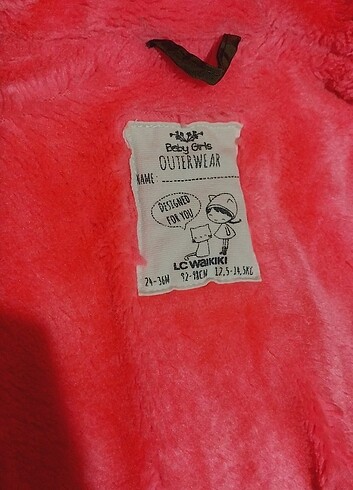 Baby Girls
OUTERWEAR
NAME:
DESIGNED
FOR YOU
LC WAIKIKI
24-36M 92-98CM 12,5-14,5KG